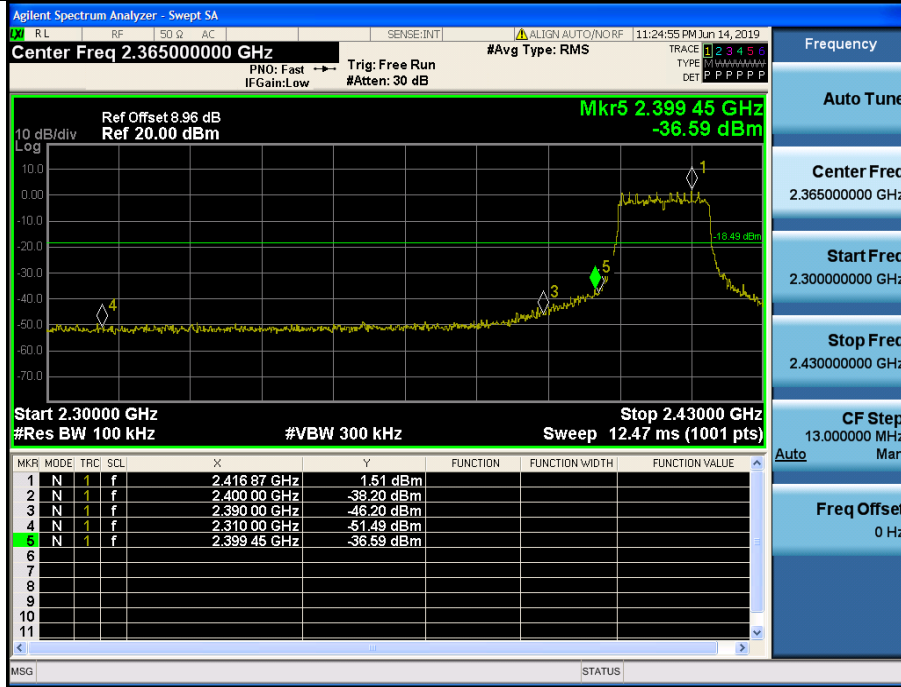 Agilent Spectrum Analyzer - Swept SA
LXI RL RF 50 Ω AC SENSE:INT ALIGN AUTO/NO RF 11:24:55 PM Jun 14, 2019
Center Freq 2.365000000 GHz #Avg Type: RMS TRACE 1 2 3 4 5 6
PNO: Fast Trig: Free Run TYPE M W W W W W
IFGain:Low #Atten: 30 dB DET P P P P P P
Mkr5 2.399 45 GHz
-36.59 dBm
Ref Offset 8.96 dB
10 dB/div Ref 20.00 dBm
Log
10.0
0.00
-10.0
-20.0
-30.0
-40.0
-50.0
-60.0
-70.0
1
-18.49 dBm
5
3
4
Start 2.30000 GHz Stop 2.43000 GHz
#Res BW 100 kHz #VBW 300 kHz Sweep 12.47 ms (1001 pts)
MKR MODE TRC SCL X Y FUNCTION FUNCTION WIDTH FUNCTION VALUE
1 N 1 f 2.416 87 GHz 1.51 dBm
2 N 1 f 2.400 00 GHz -38.20 dBm
3 N 1 f 2.390 00 GHz -46.20 dBm
4 N 1 f 2.310 00 GHz -51.49 dBm
5 N 1 f 2.399 45 GHz -36.59 dBm
6
7
8
9
10
11
MSG STATUS
Frequency
Auto Tune
Center Freq
2.365000000 GHz
Start Freq
2.300000000 GHz
Stop Freq
2.430000000 GHz
CF Step
13.000000 MHz
Auto Man
Freq Offset
0 Hz